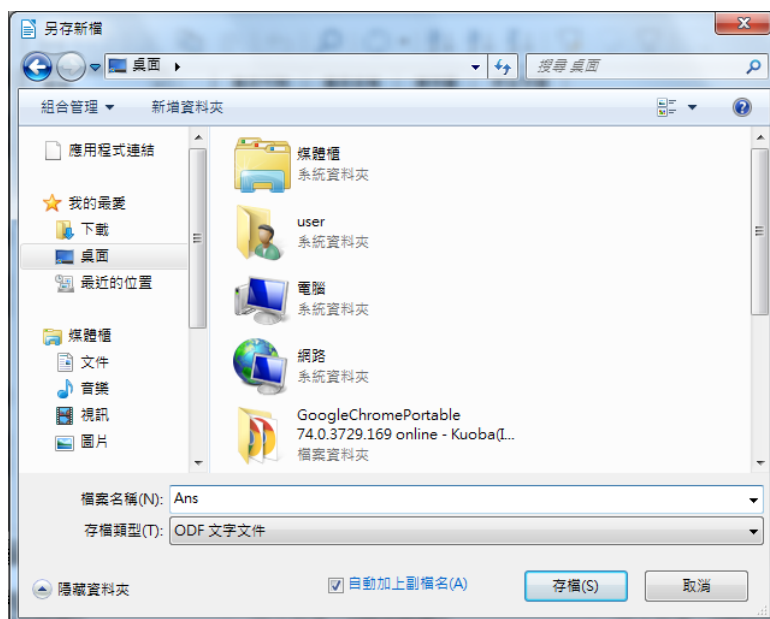 另存新檔
桌面
搜尋 桌面
組合管理
新增資料夾
應用程式連結
我的最愛
下載
桌面
最近的位置
媒體櫃
文件
音樂
視訊
圖片
媒體櫃
系統資料夾
user
系統資料夾
電腦
系統資料夾
網路
系統資料夾
GoogleChromePortable
74.0.3729.169 online - Kuoba(I...
檔案資料夾
檔案名稱(N): Ans
存檔類型(T): ODF 文字文件
隱藏資料夾
自動加上副檔名(A)
存檔(S)
取消